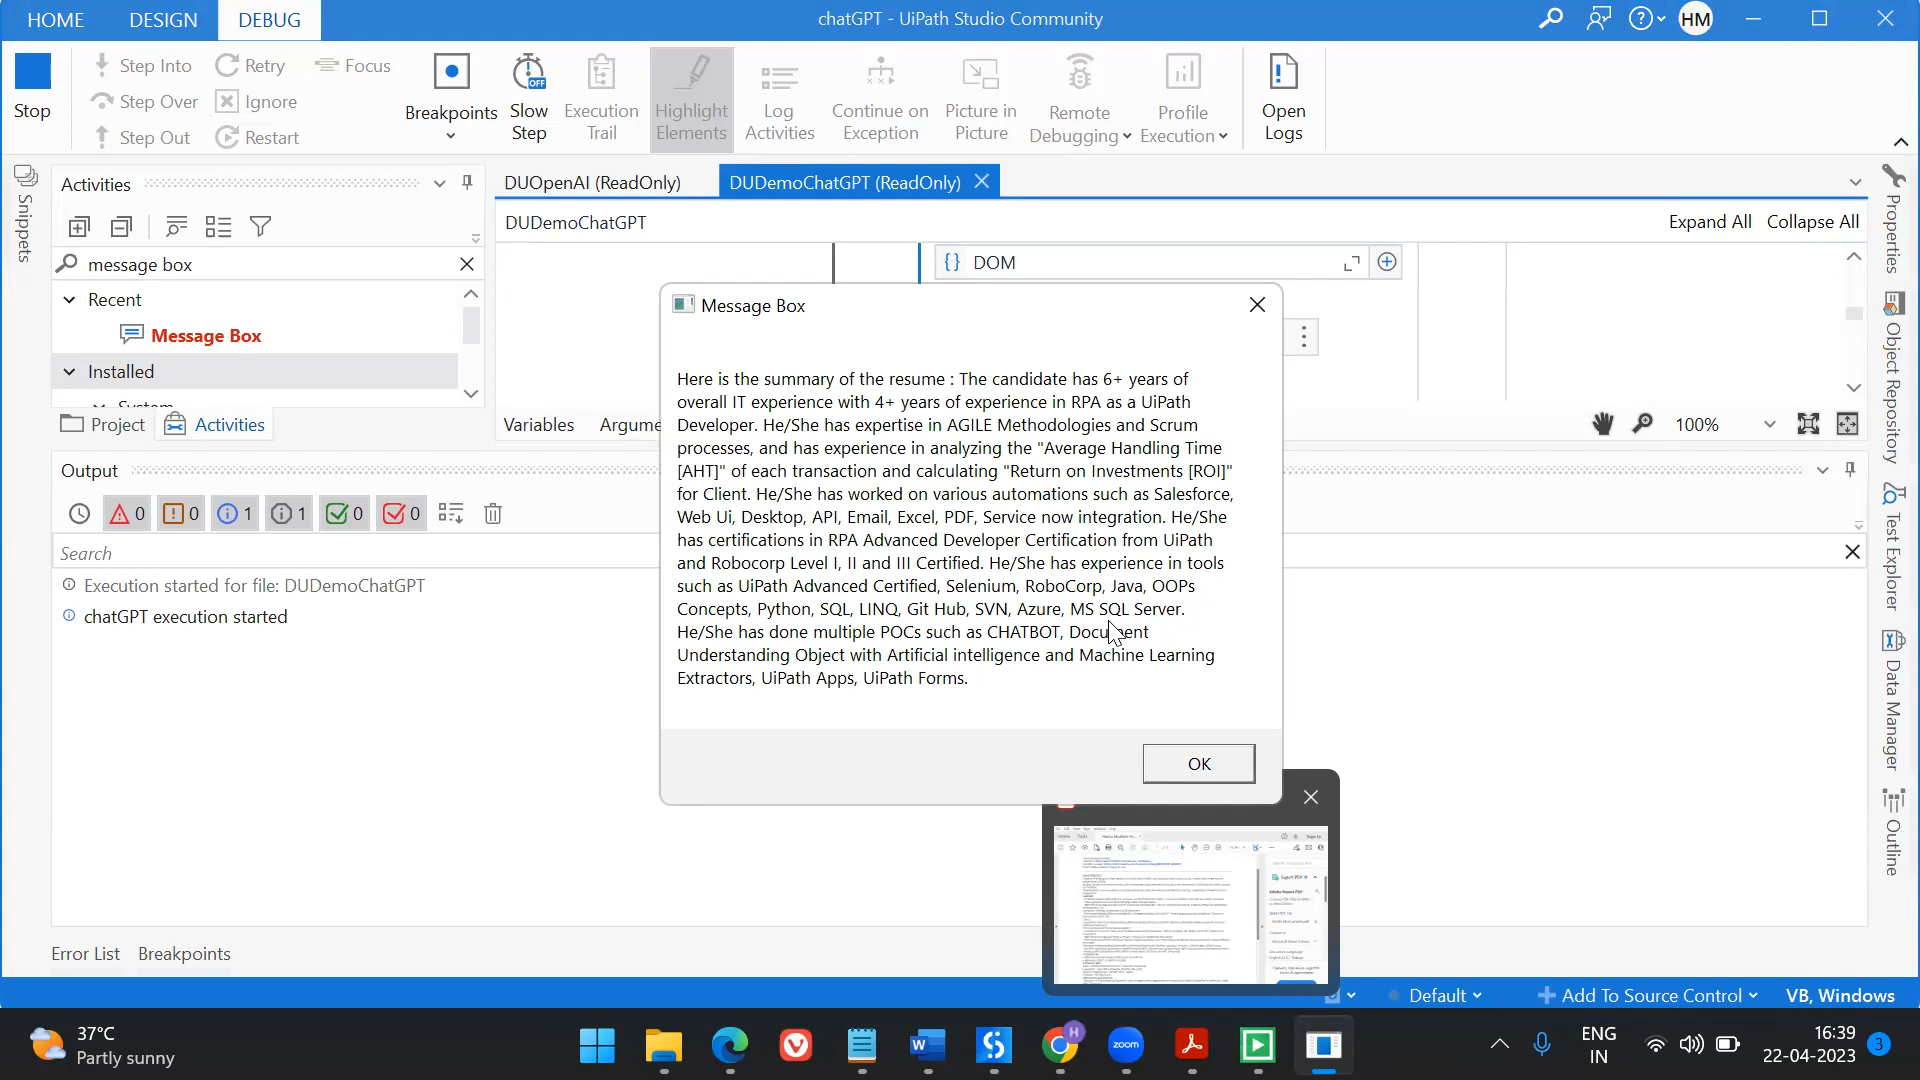 HOME DESIGN DEBUG chatGPT - UiPath Studio Community HM
Stop
Step Into Retry Focus
Step Over Ignore
Step Out Restart
Breakpoints
Slow Step
Execution Trail
Highlight Elements
Log Activities
Continue on Exception
Picture in Picture
Remote Debugging
Profile Execution
Open Logs
Snippets
Activities
message box
Recent
Message Box
Installed
System
Project Activities
DUOpenAI (ReadOnly) DUDemoChatGPT (ReadOnly)
DUDemoChatGPT Expand All Collapse All
{} DOM
Variables Argume
100%
Message Box
Here is the summary of the resume : The candidate has 6+ years of
overall IT experience with 4+ years of experience in RPA as a UiPath
Developer. He/She has expertise in AGILE Methodologies and Scrum
processes, and has experience in analyzing the "Average Handling Time
[AHT]" of each transaction and calculating "Return on Investments [ROI]"
for Client. He/She has worked on various automations such as Salesforce,
Web Ui, Desktop, API, Email, Excel, PDF, Service now integration. He/She
has certifications in RPA Advanced Developer Certification from UiPath
and Robocorp Level I, II and III Certified. He/She has experience in tools
such as UiPath Advanced Certified, Selenium, RoboCorp, Java, OOPs
Concepts, Python, SQL, LINQ, Git Hub, SVN, Azure, MS SQL Server.
He/She has done multiple POCs such as CHATBOT, Document
Understanding Object with Artificial intelligence and Machine Learning
Extractors, UiPath Apps, UiPath Forms.
OK
Output
0 0 1 1 0 0
Search
Execution started for file: DUDemoChatGPT
chatGPT execution started
Error List Breakpoints
Properties
Object Repository
Test Explorer
Data Manager
Outline
Default Add To Source Control VB, Windows
37°C
Partly sunny
zoom
ENG
IN
16:39
22-04-2023
3